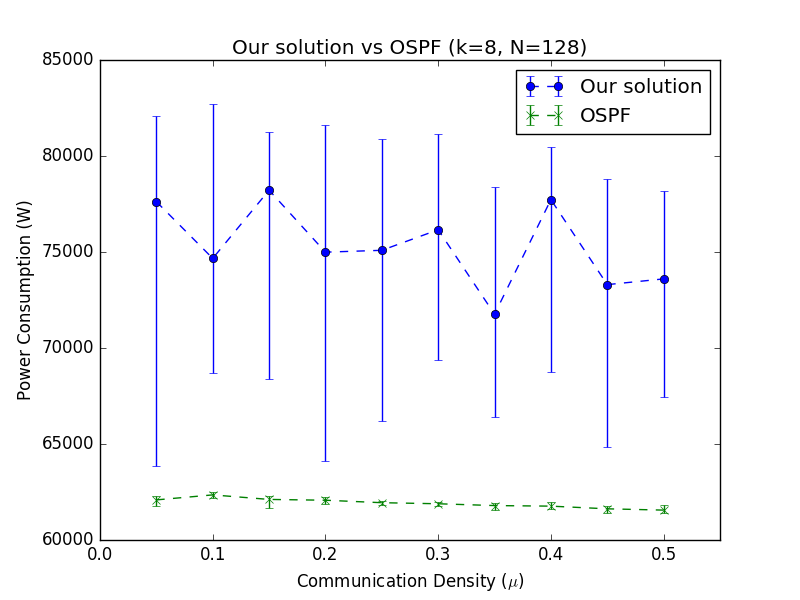 Our solution vs OSPF (k=8, N=128)
85000
80000
75000
70000
65000
60000
Power Consumption (W)
Our solution
OSPF
0.0 0.1 0.2 0.3 0.4 0.5
Communication Density (μ)